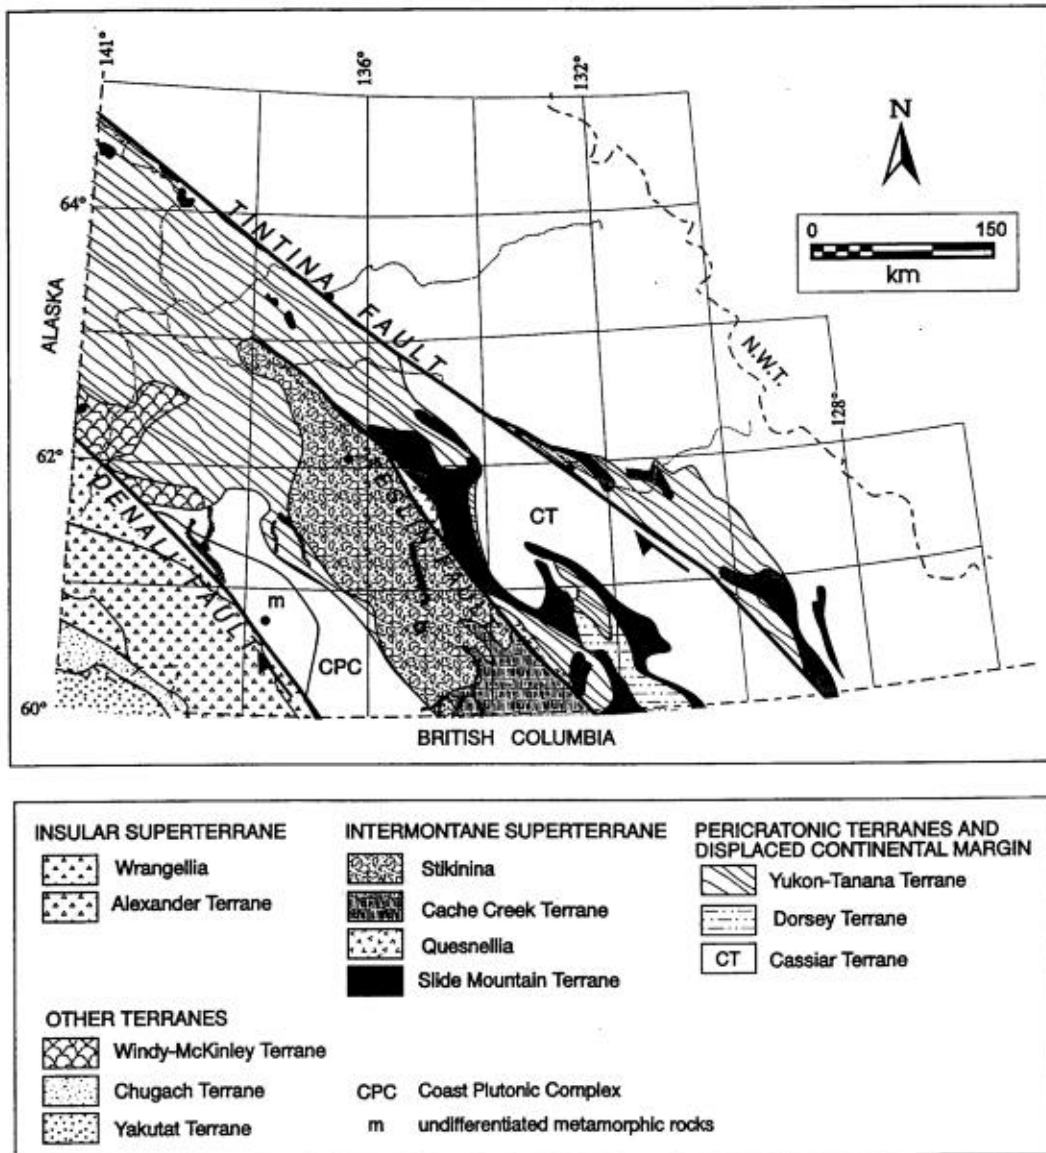 141°
136°
132°
N
0 150
km
64°
TINTINA FAULT
ALASKA
N.W.T.
128°
62°
DENALI FAULT
TESLIN FAULT
CT
m
CPC
60°
BRITISH COLUMBIA
INSULAR SUPERTERRANE
Wrangellia
Alexander Terrane
INTERMONTANE SUPERTERRANE
Stikinina
Cache Creek Terrane
Quesnellia
Slide Mountain Terrane
PERICRATONIC TERRANES AND
DISPLACED CONTINENTAL MARGIN
Yukon-Tanana Terrane
Dorsey Terrane
CT Cassiar Terrane
OTHER TERRANES
Windy-McKinley Terrane
Chugach Terrane
Yakutat Terrane
CPC Coast Plutonic Complex
m undifferentiated metamorphic rocks